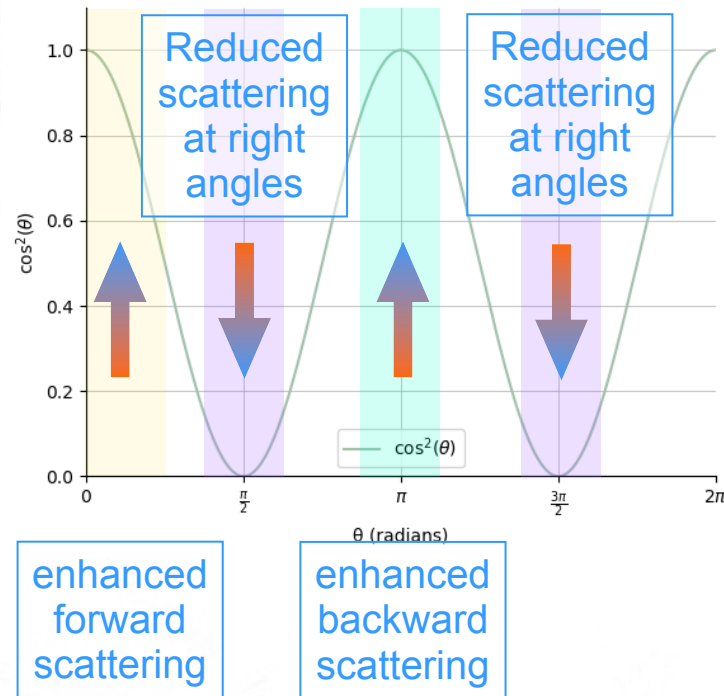 Reduced
scattering
at right
angles
Reduced
scattering
at right
angles
cos²(θ)
1.0
0.8
0.6
0.4
0.2
0.0
cos²(θ)
0
π/2
π
3π/2
2π
θ (radians)
enhanced
forward
scattering
enhanced
backward
scattering